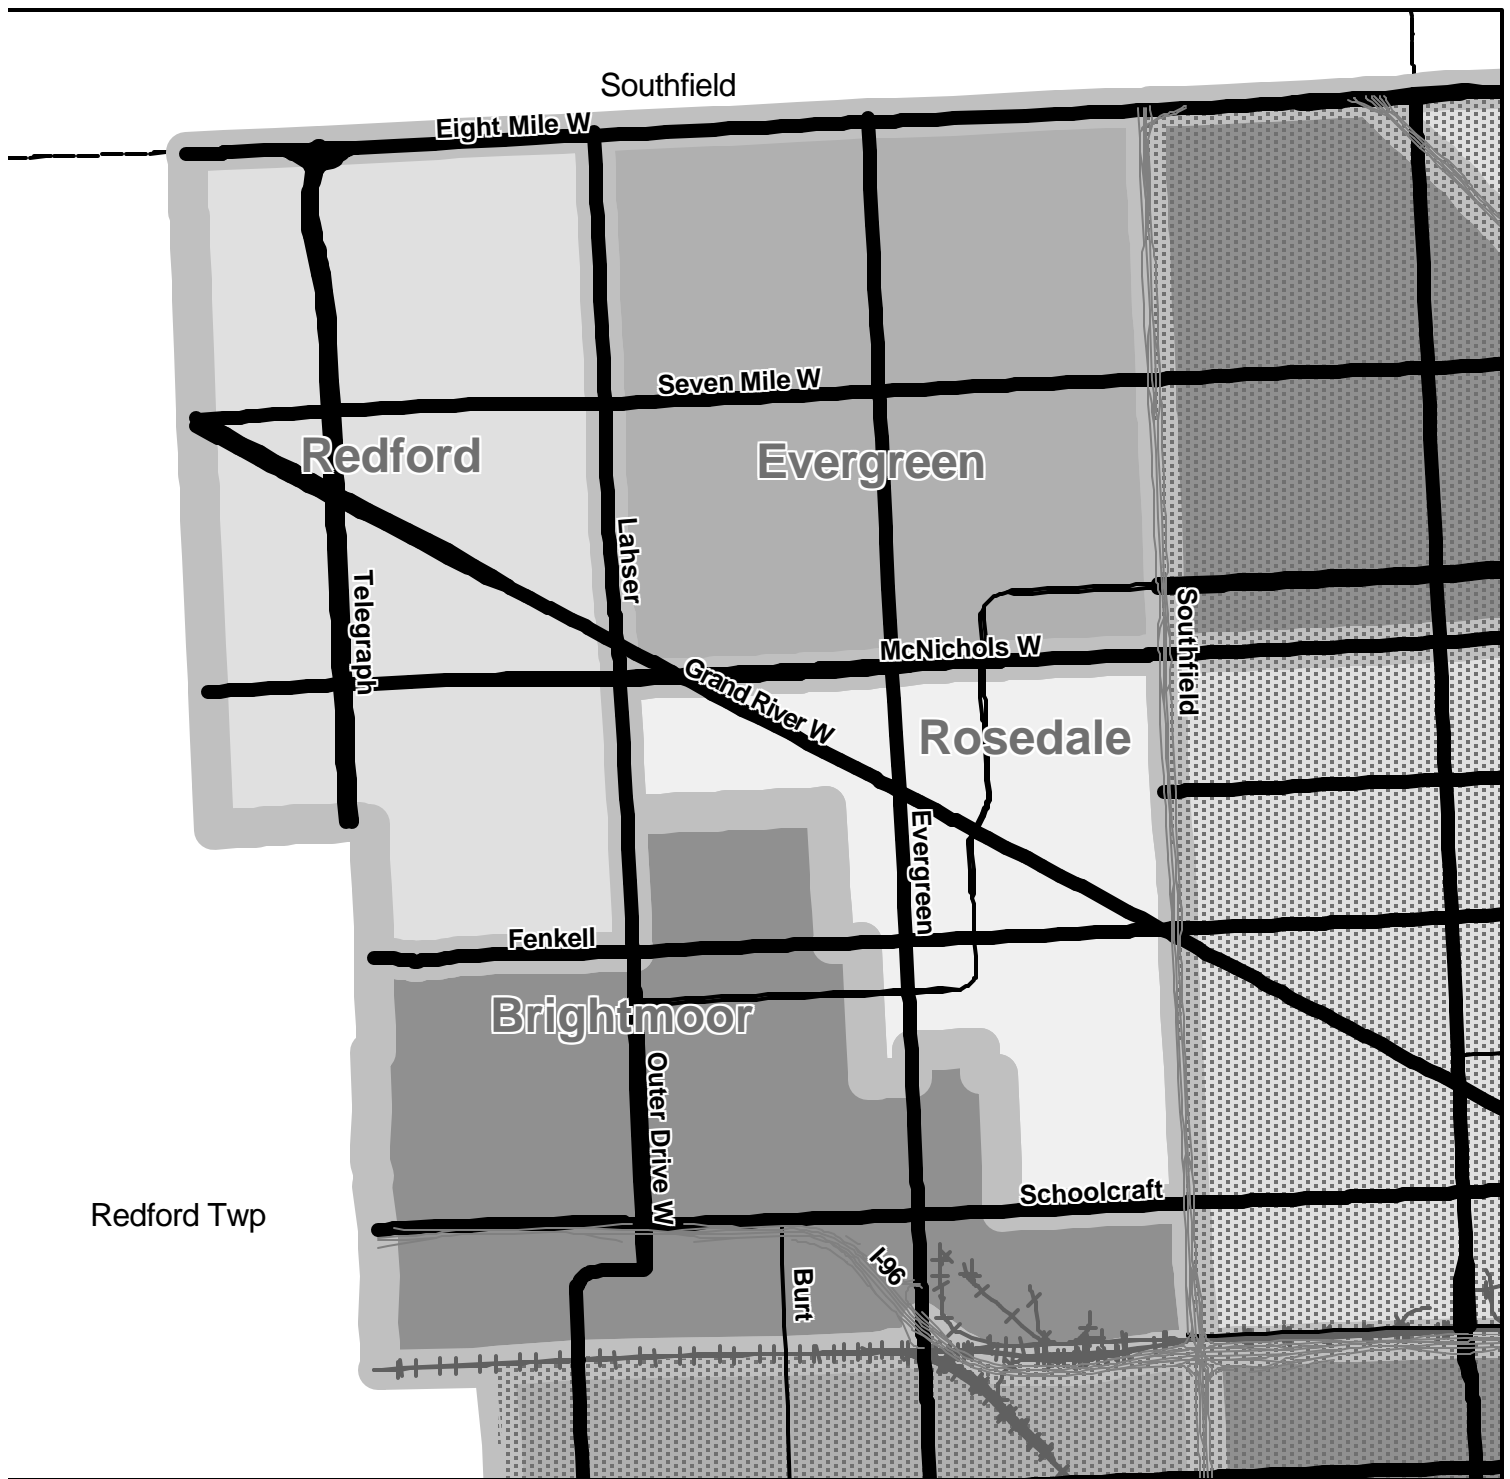 Southfield
Eight Mile W
Seven Mile W
Redford
Evergreen
Lahser
Telegraph
Southfield
McNichols W
Grand River W
Rosedale
Evergreen
Fenkell
Brightmoor
Outer Drive W
Schoolcraft
Redford Twp
I-96
Burt